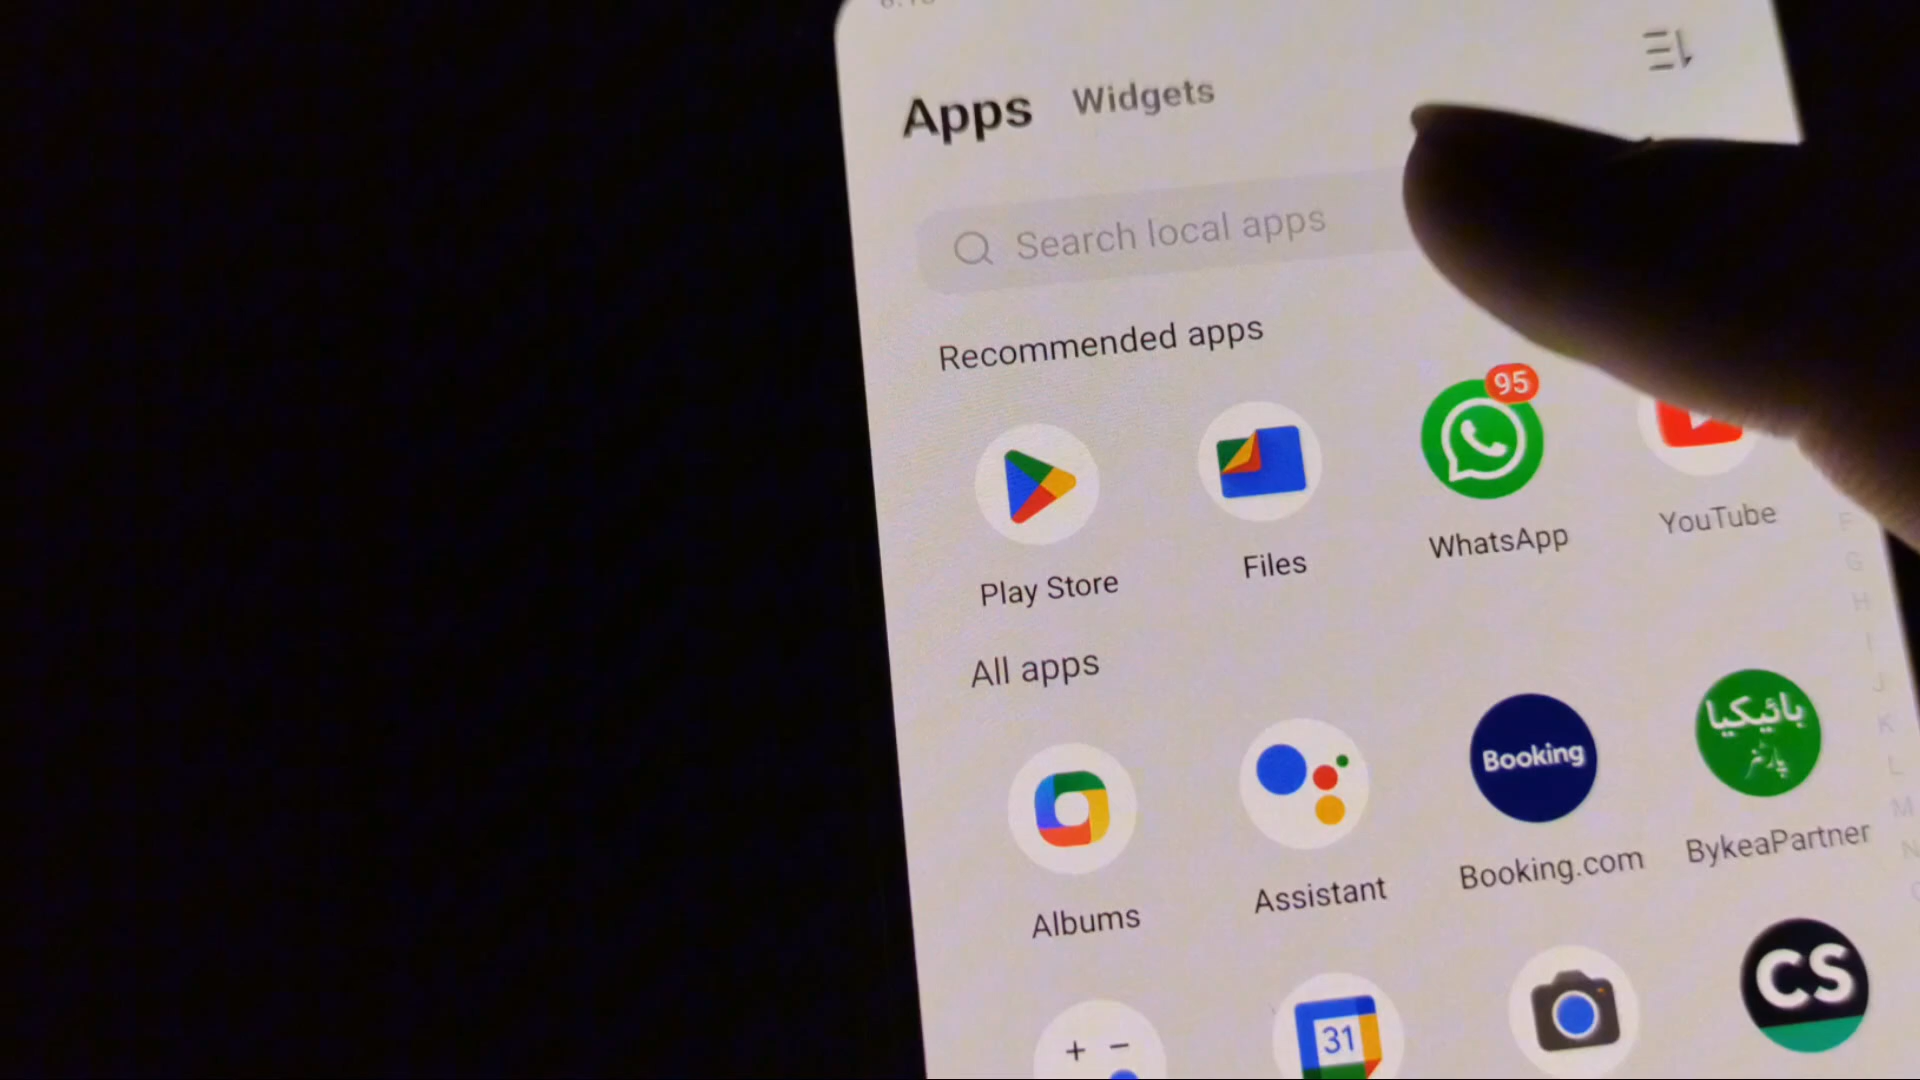 Apps Widgets
Search local apps
Recommended apps
95
Play Store Files WhatsApp YouTube
All apps
Booking
بائیکیا
پارٹنر
Albums Assistant Booking.com BykeaPartner
+ −
31
CS
F
G
H
I
J
K
L
M
N